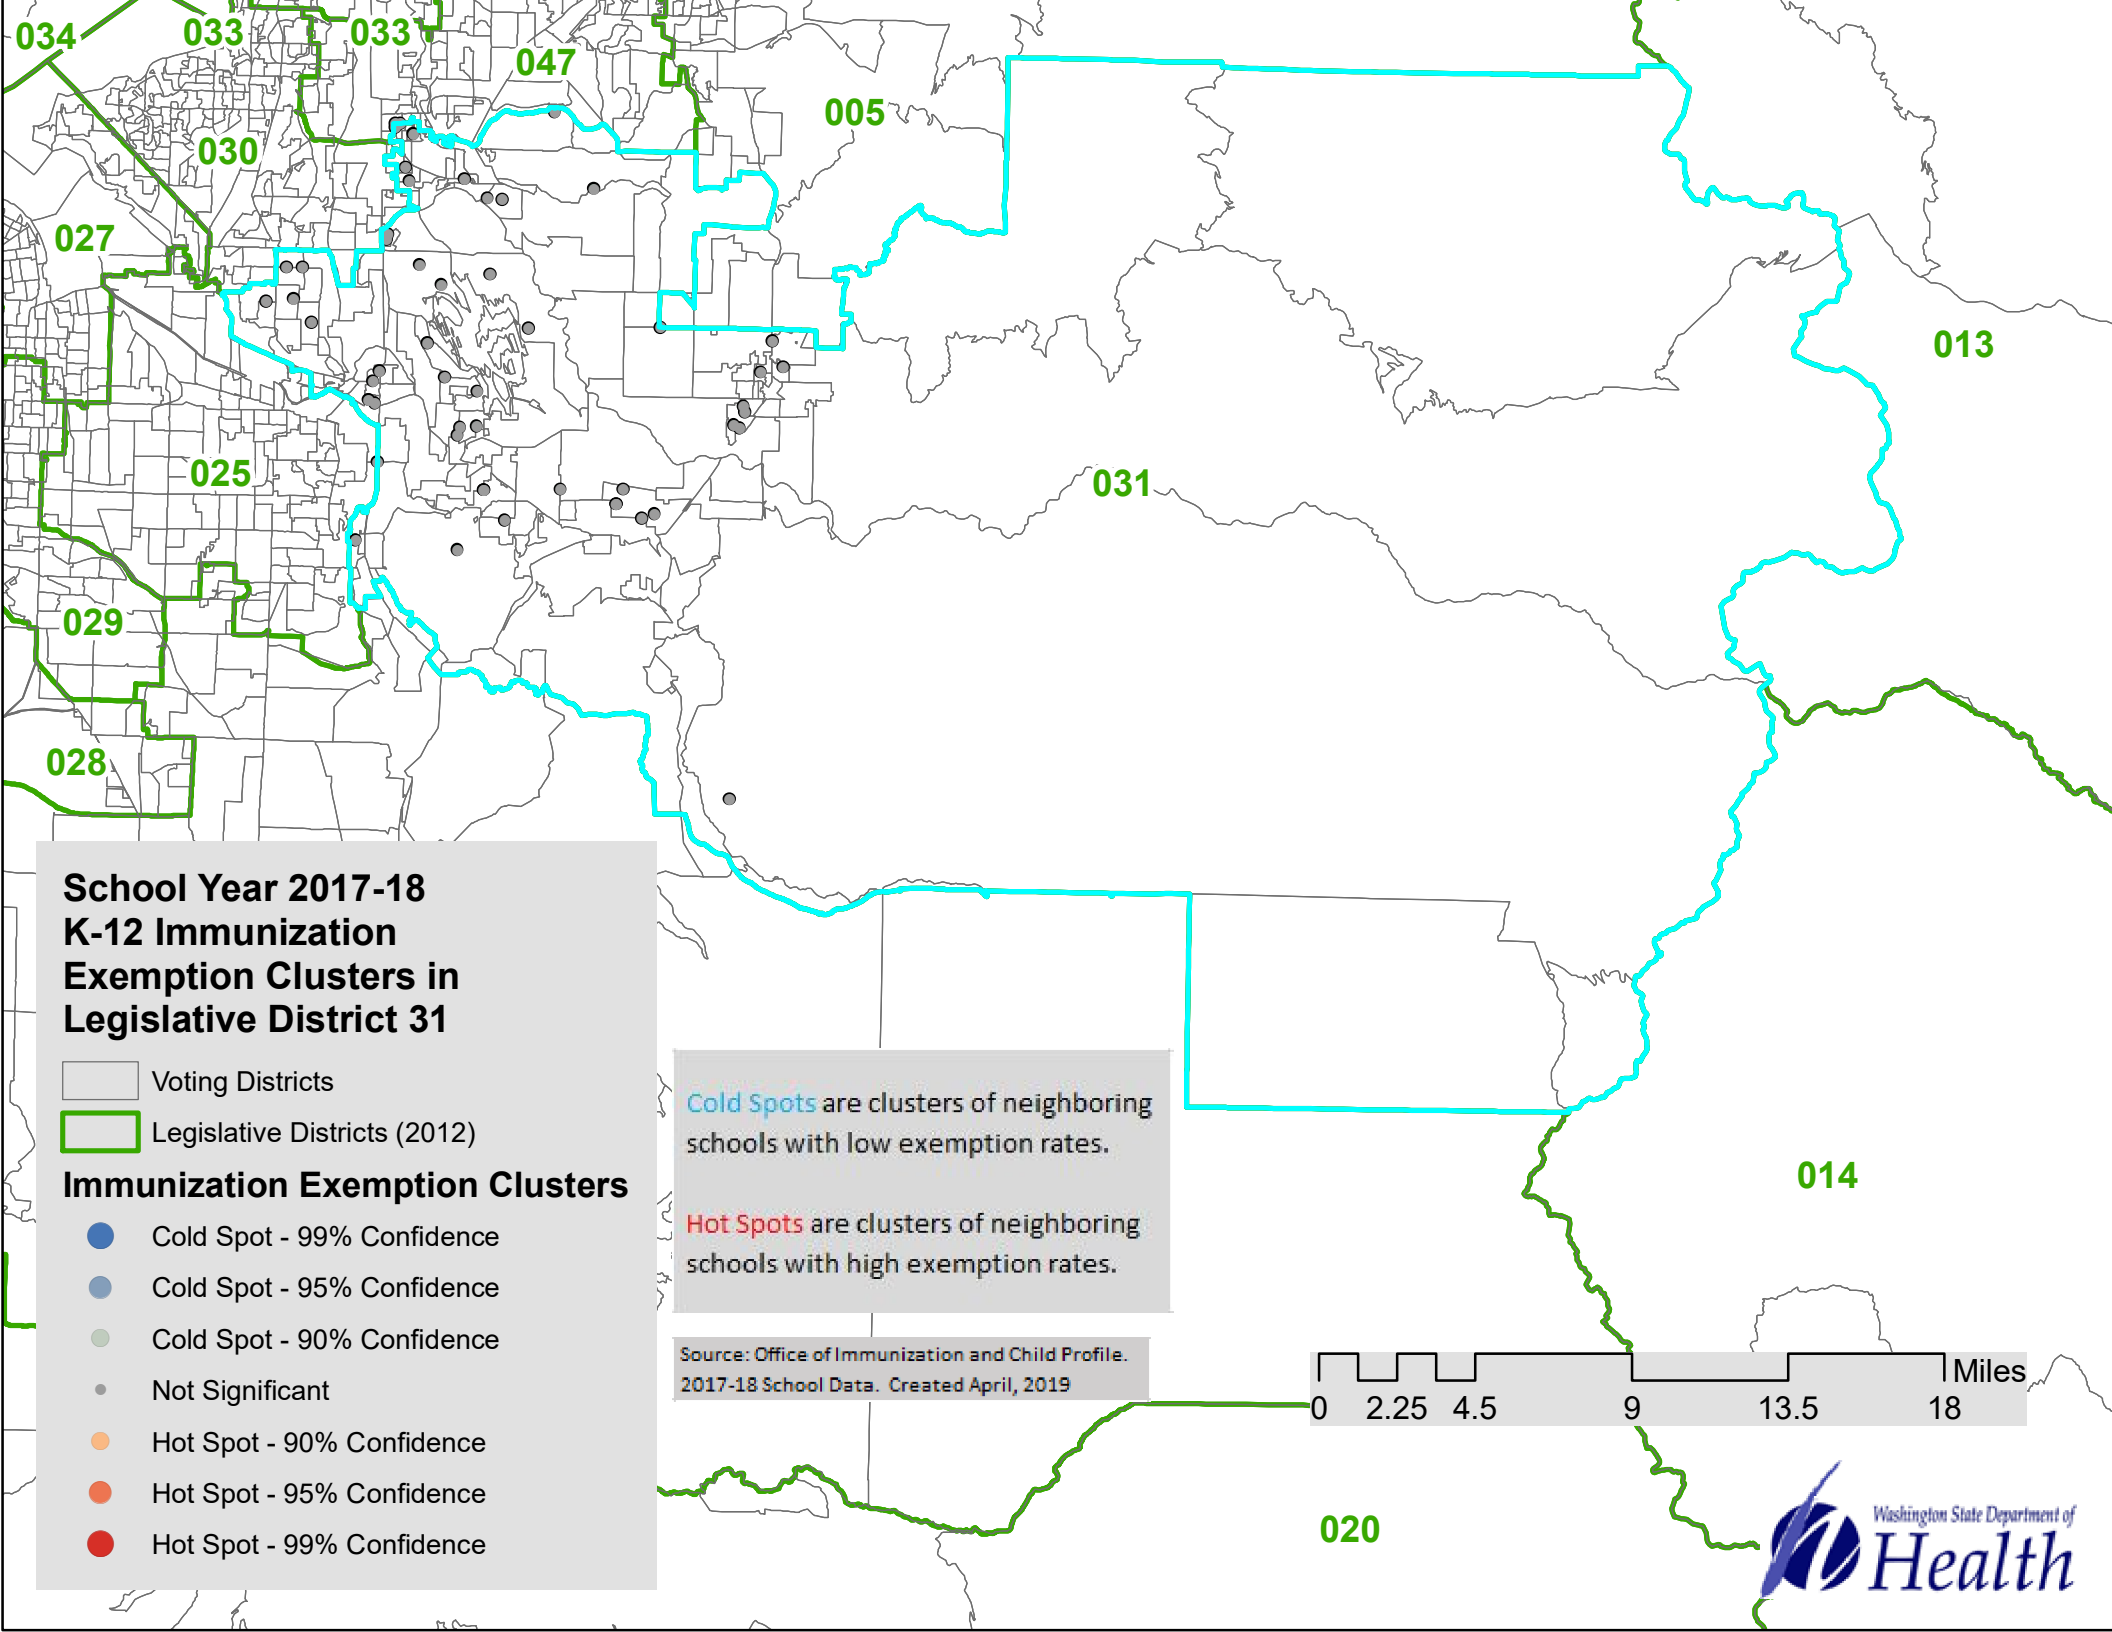 034
033
033
047
005
030
027
013
025
031
029
028
School Year 2017-18
K-12 Immunization
Exemption Clusters in
Legislative District 31
Voting Districts
Legislative Districts (2012)
Immunization Exemption Clusters
Cold Spot - 99% Confidence
Cold Spot - 95% Confidence
Cold Spot - 90% Confidence
Not Significant
Hot Spot - 90% Confidence
Hot Spot - 95% Confidence
Hot Spot - 99% Confidence
Cold Spots are clusters of neighboring
schools with low exemption rates.
Hot Spots are clusters of neighboring
schools with high exemption rates.
Source: Office of Immunization and Child Profile.
2017-18 School Data. Created April, 2019
014
Miles
0 2.25 4.5 9 13.5 18
020
Washington State Department of
Health